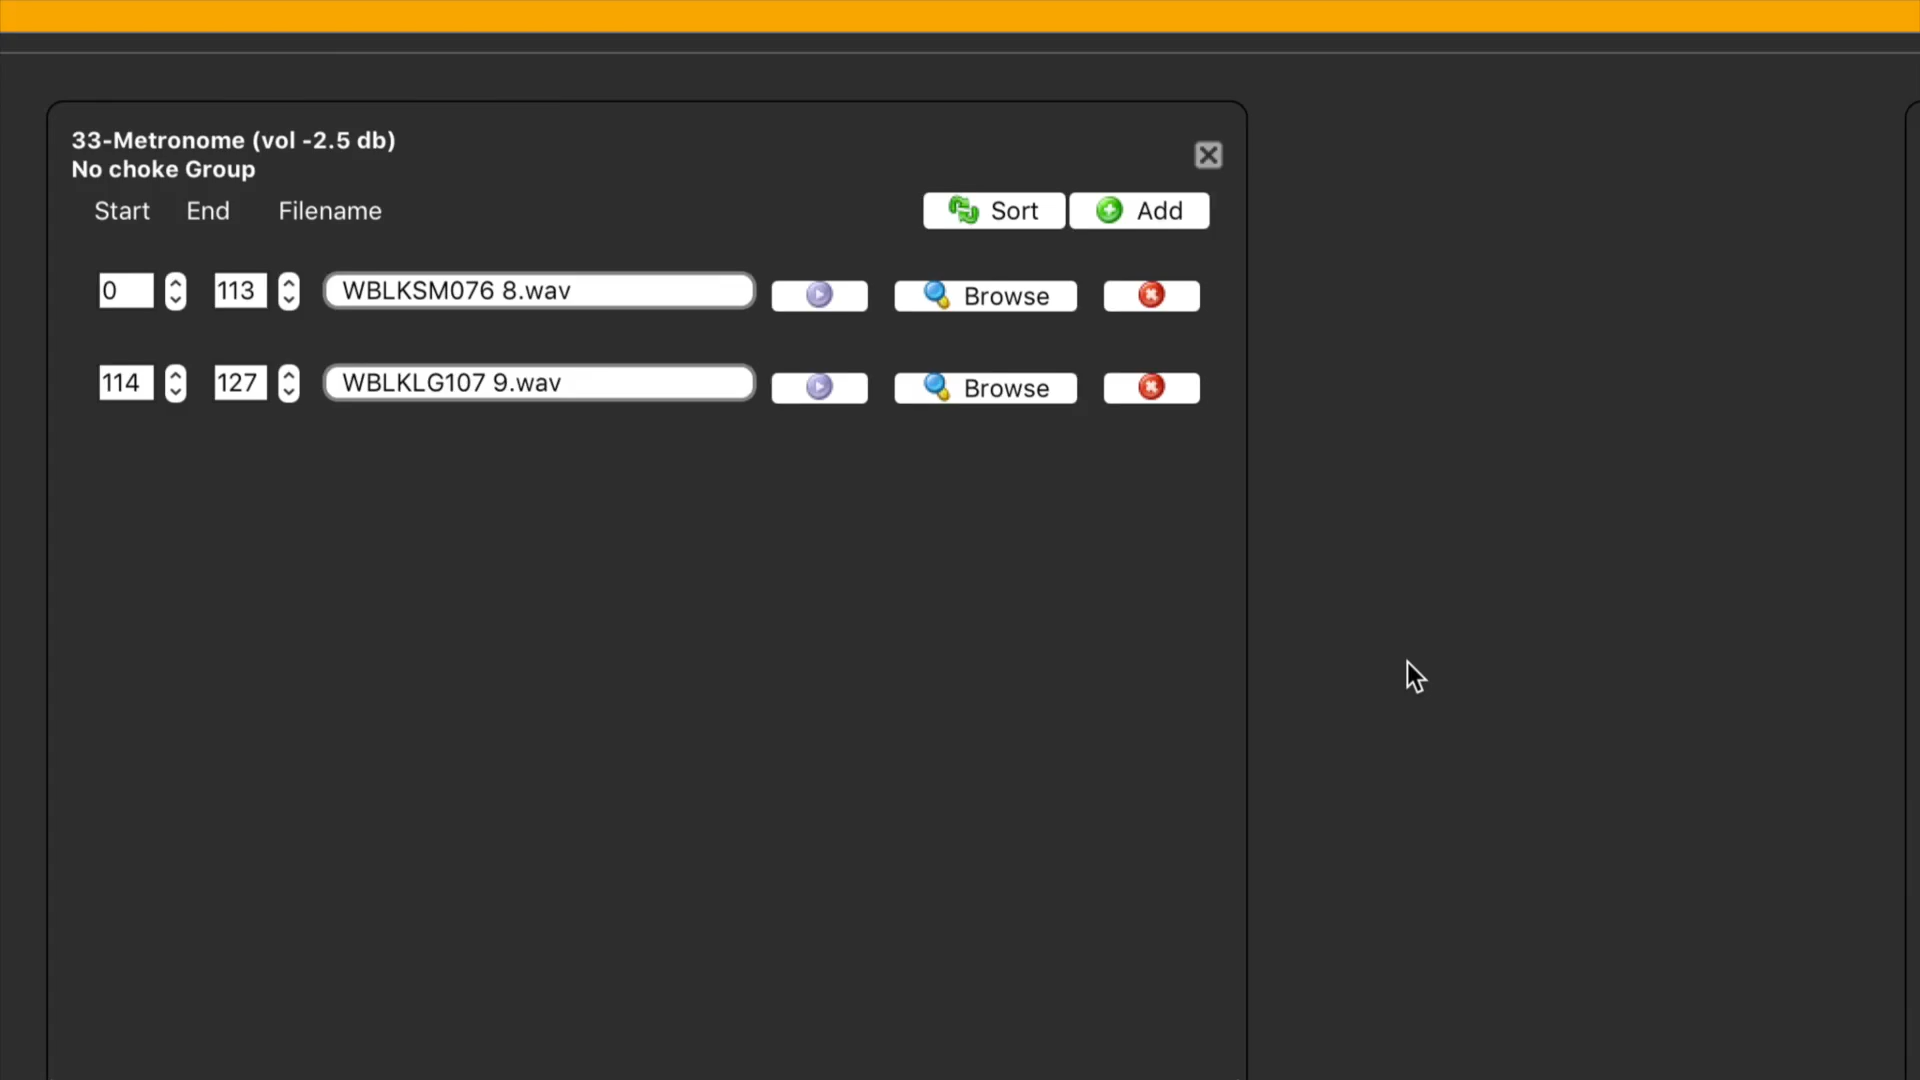 33-Metronome (vol -2.5 db)
No choke Group
Start End Filename Sort Add
0 113 WBLKSM076 8.wav Browse
114 127 WBLKLG107 9.wav Browse